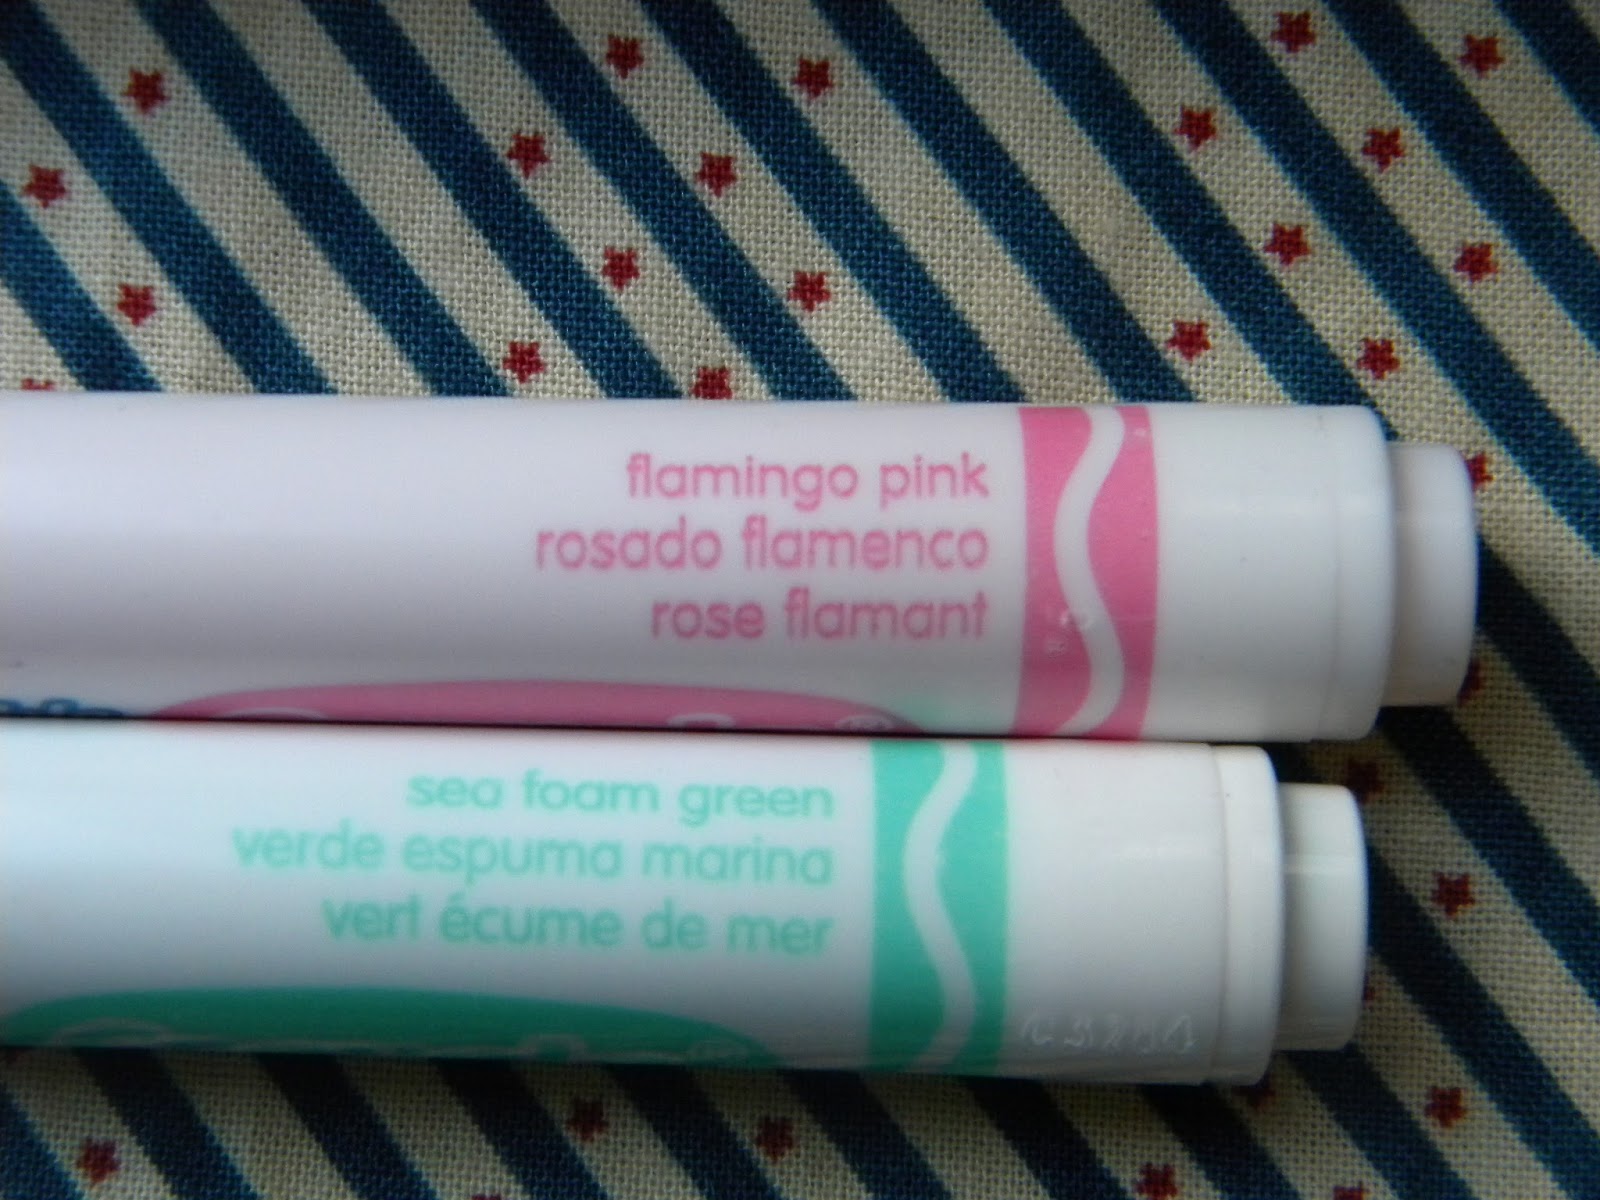 flamingo pink
rosado flamenco
rose flamant
®
sea foam green
verde espuma marina
vert écume de mer
®